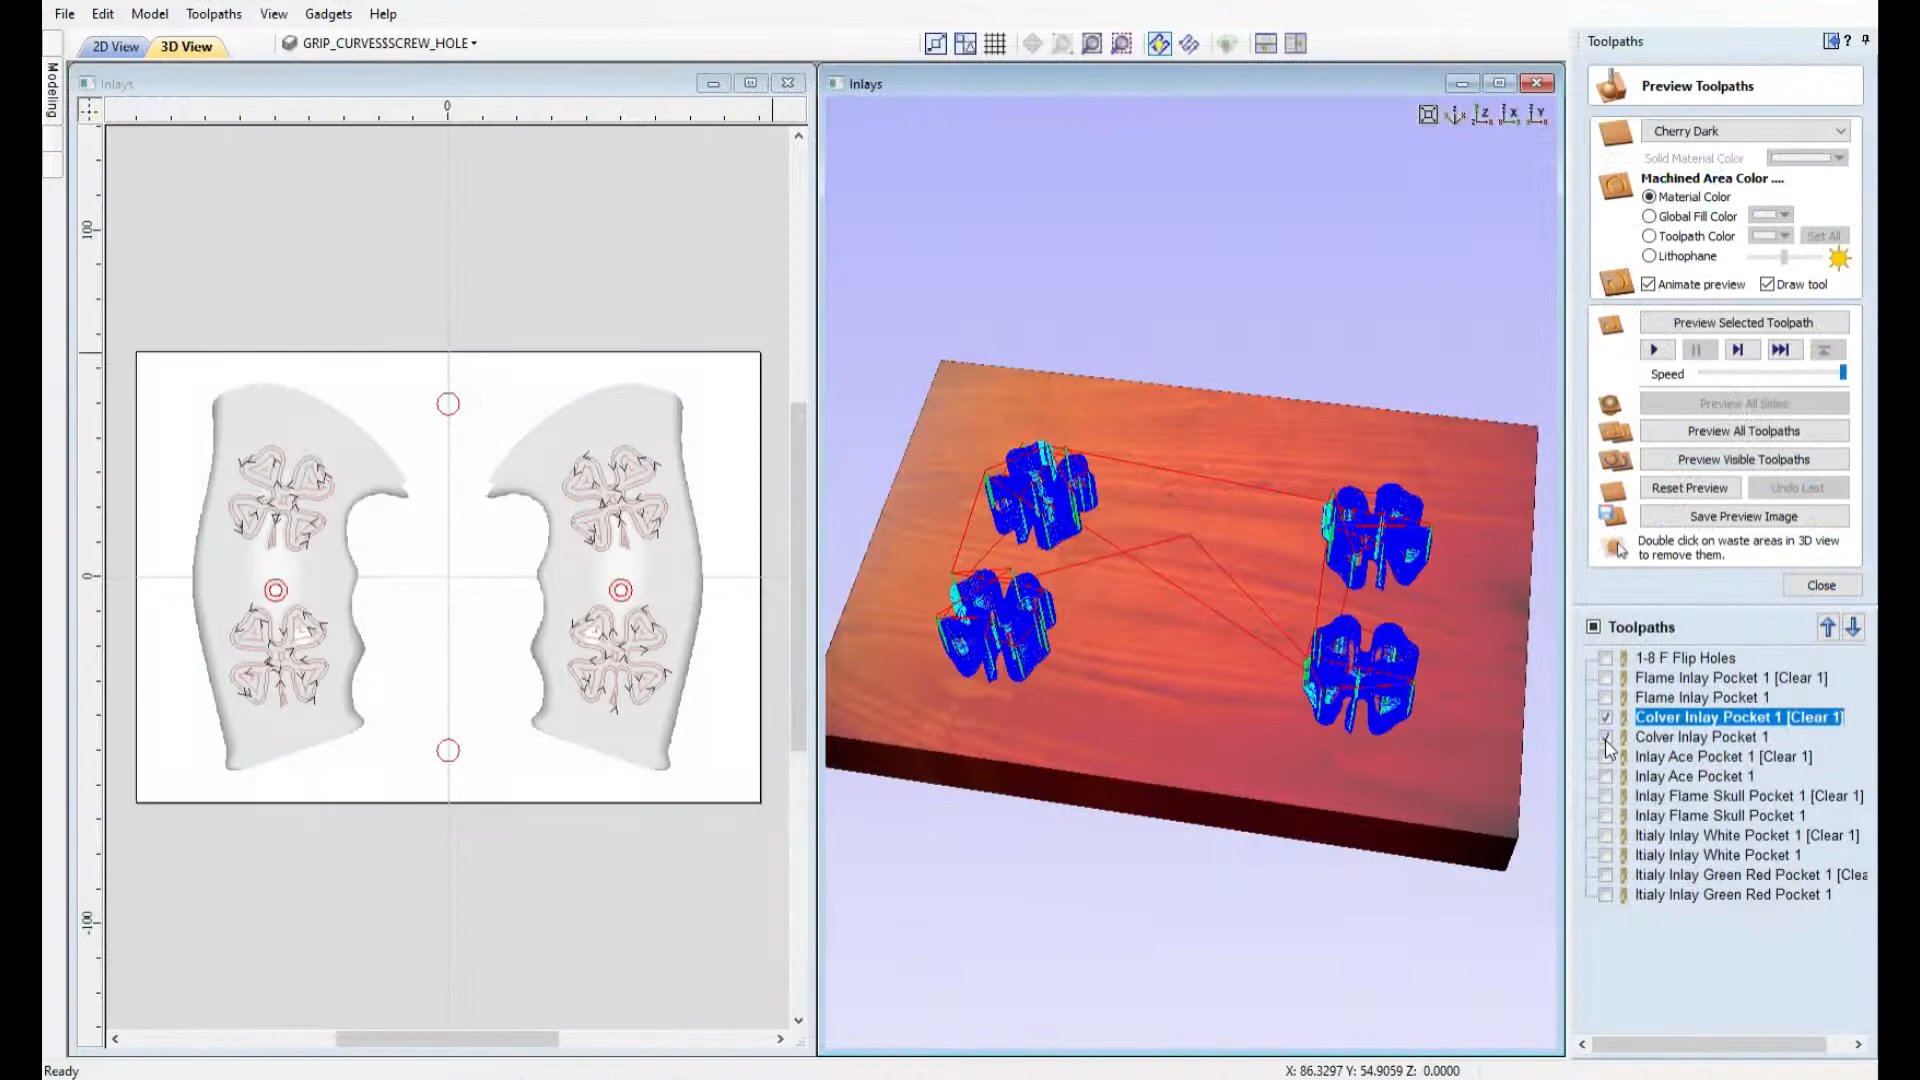 File Edit Model Toolpaths View Gadgets Help
2D View 3D View GRIP_CURVES$SCREW_HOLE
Modeling
Inlays
0
100
0
-100
Inlays
Z X Y
Toolpaths ?
Preview Toolpaths
Cherry Dark
Solid Material Color
Machined Area Color ....
Material Color
Global Fill Color
Toolpath Color Set All
Lithophane
Animate preview Draw tool
Preview Selected Toolpath
Speed
Preview All Sides
Preview All Toolpaths
Preview Visible Toolpaths
Reset Preview Undo Last
Save Preview Image
Double click on waste areas in 3D view
to remove them.
Close
Toolpaths
1-8 F Flip Holes
Flame Inlay Pocket 1 [Clear 1]
Flame Inlay Pocket 1
Colver Inlay Pocket 1 [Clear 1]
Colver Inlay Pocket 1
Inlay Ace Pocket 1 [Clear 1]
Inlay Ace Pocket 1
Inlay Flame Skull Pocket 1 [Clear 1]
Inlay Flame Skull Pocket 1
Itialy Inlay White Pocket 1 [Clear 1]
Itialy Inlay White Pocket 1
Itialy Inlay Green Red Pocket 1 [Clea
Itialy Inlay Green Red Pocket 1
Ready
X: 86.3297 Y: 54.9059 Z: 0.0000